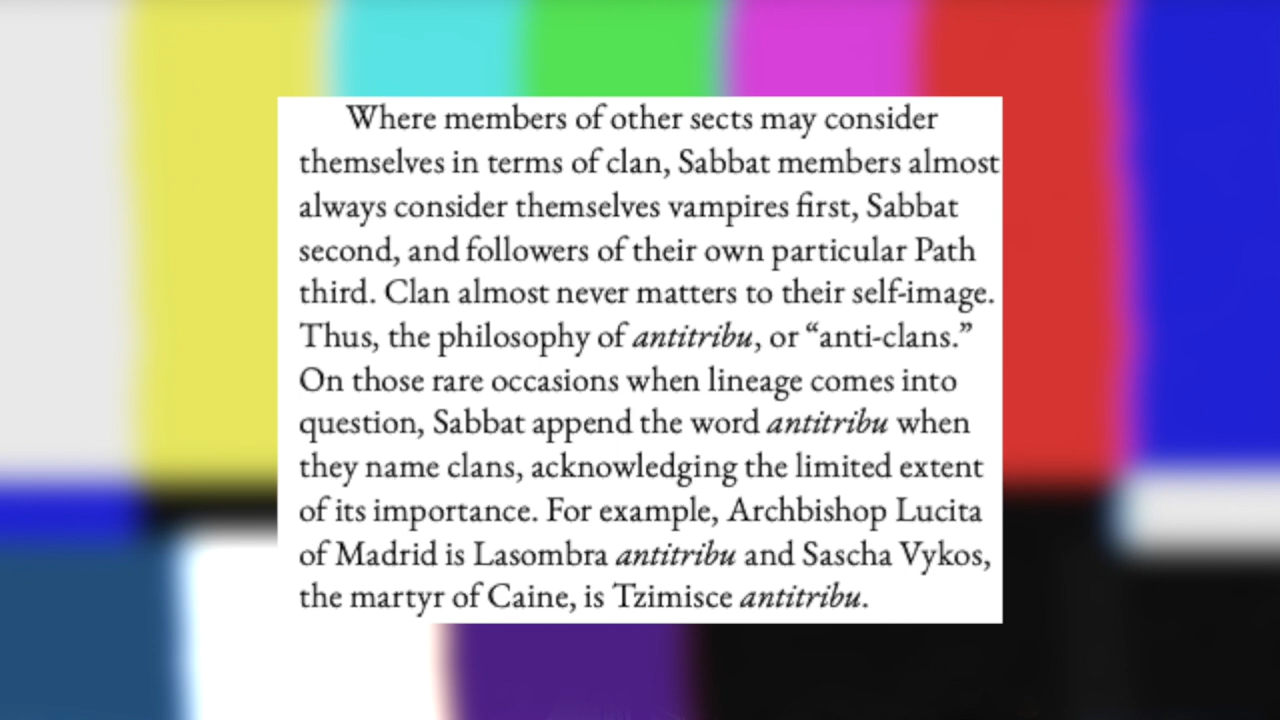 Where members of other sects may consider
themselves in terms of clan, Sabbat members almost
always consider themselves vampires first, Sabbat
second, and followers of their own particular Path
third. Clan almost never matters to their self-image.
Thus, the philosophy of antitribu, or “anti-clans.”
On those rare occasions when lineage comes into
question, Sabbat append the word antitribu when
they name clans, acknowledging the limited extent
of its importance. For example, Archbishop Lucita
of Madrid is Lasombra antitribu and Sascha Vykos,
the martyr of Caine, is Tzimisce antitribu.